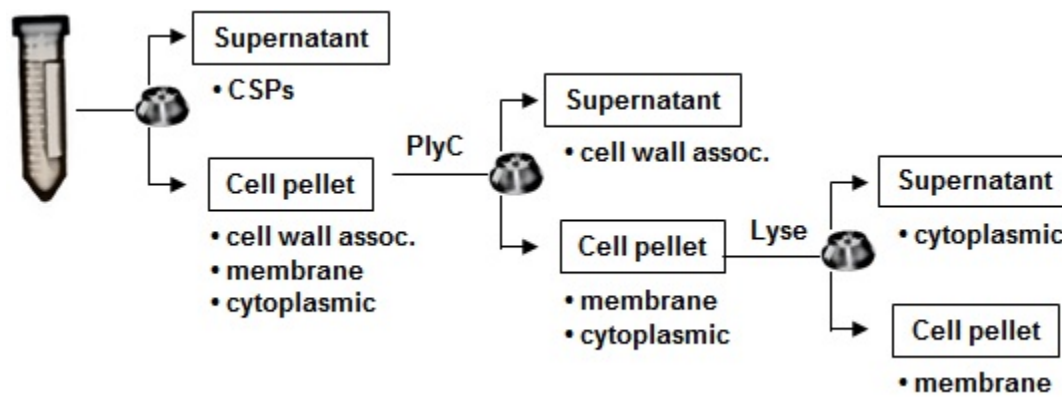 Supernatant
• CSPs
Cell pellet
• cell wall assoc.
• membrane
• cytoplasmic
PlyC
Supernatant
• cell wall assoc.
Cell pellet
• membrane
• cytoplasmic
Lyse
Supernatant
• cytoplasmic
Cell pellet
• membrane